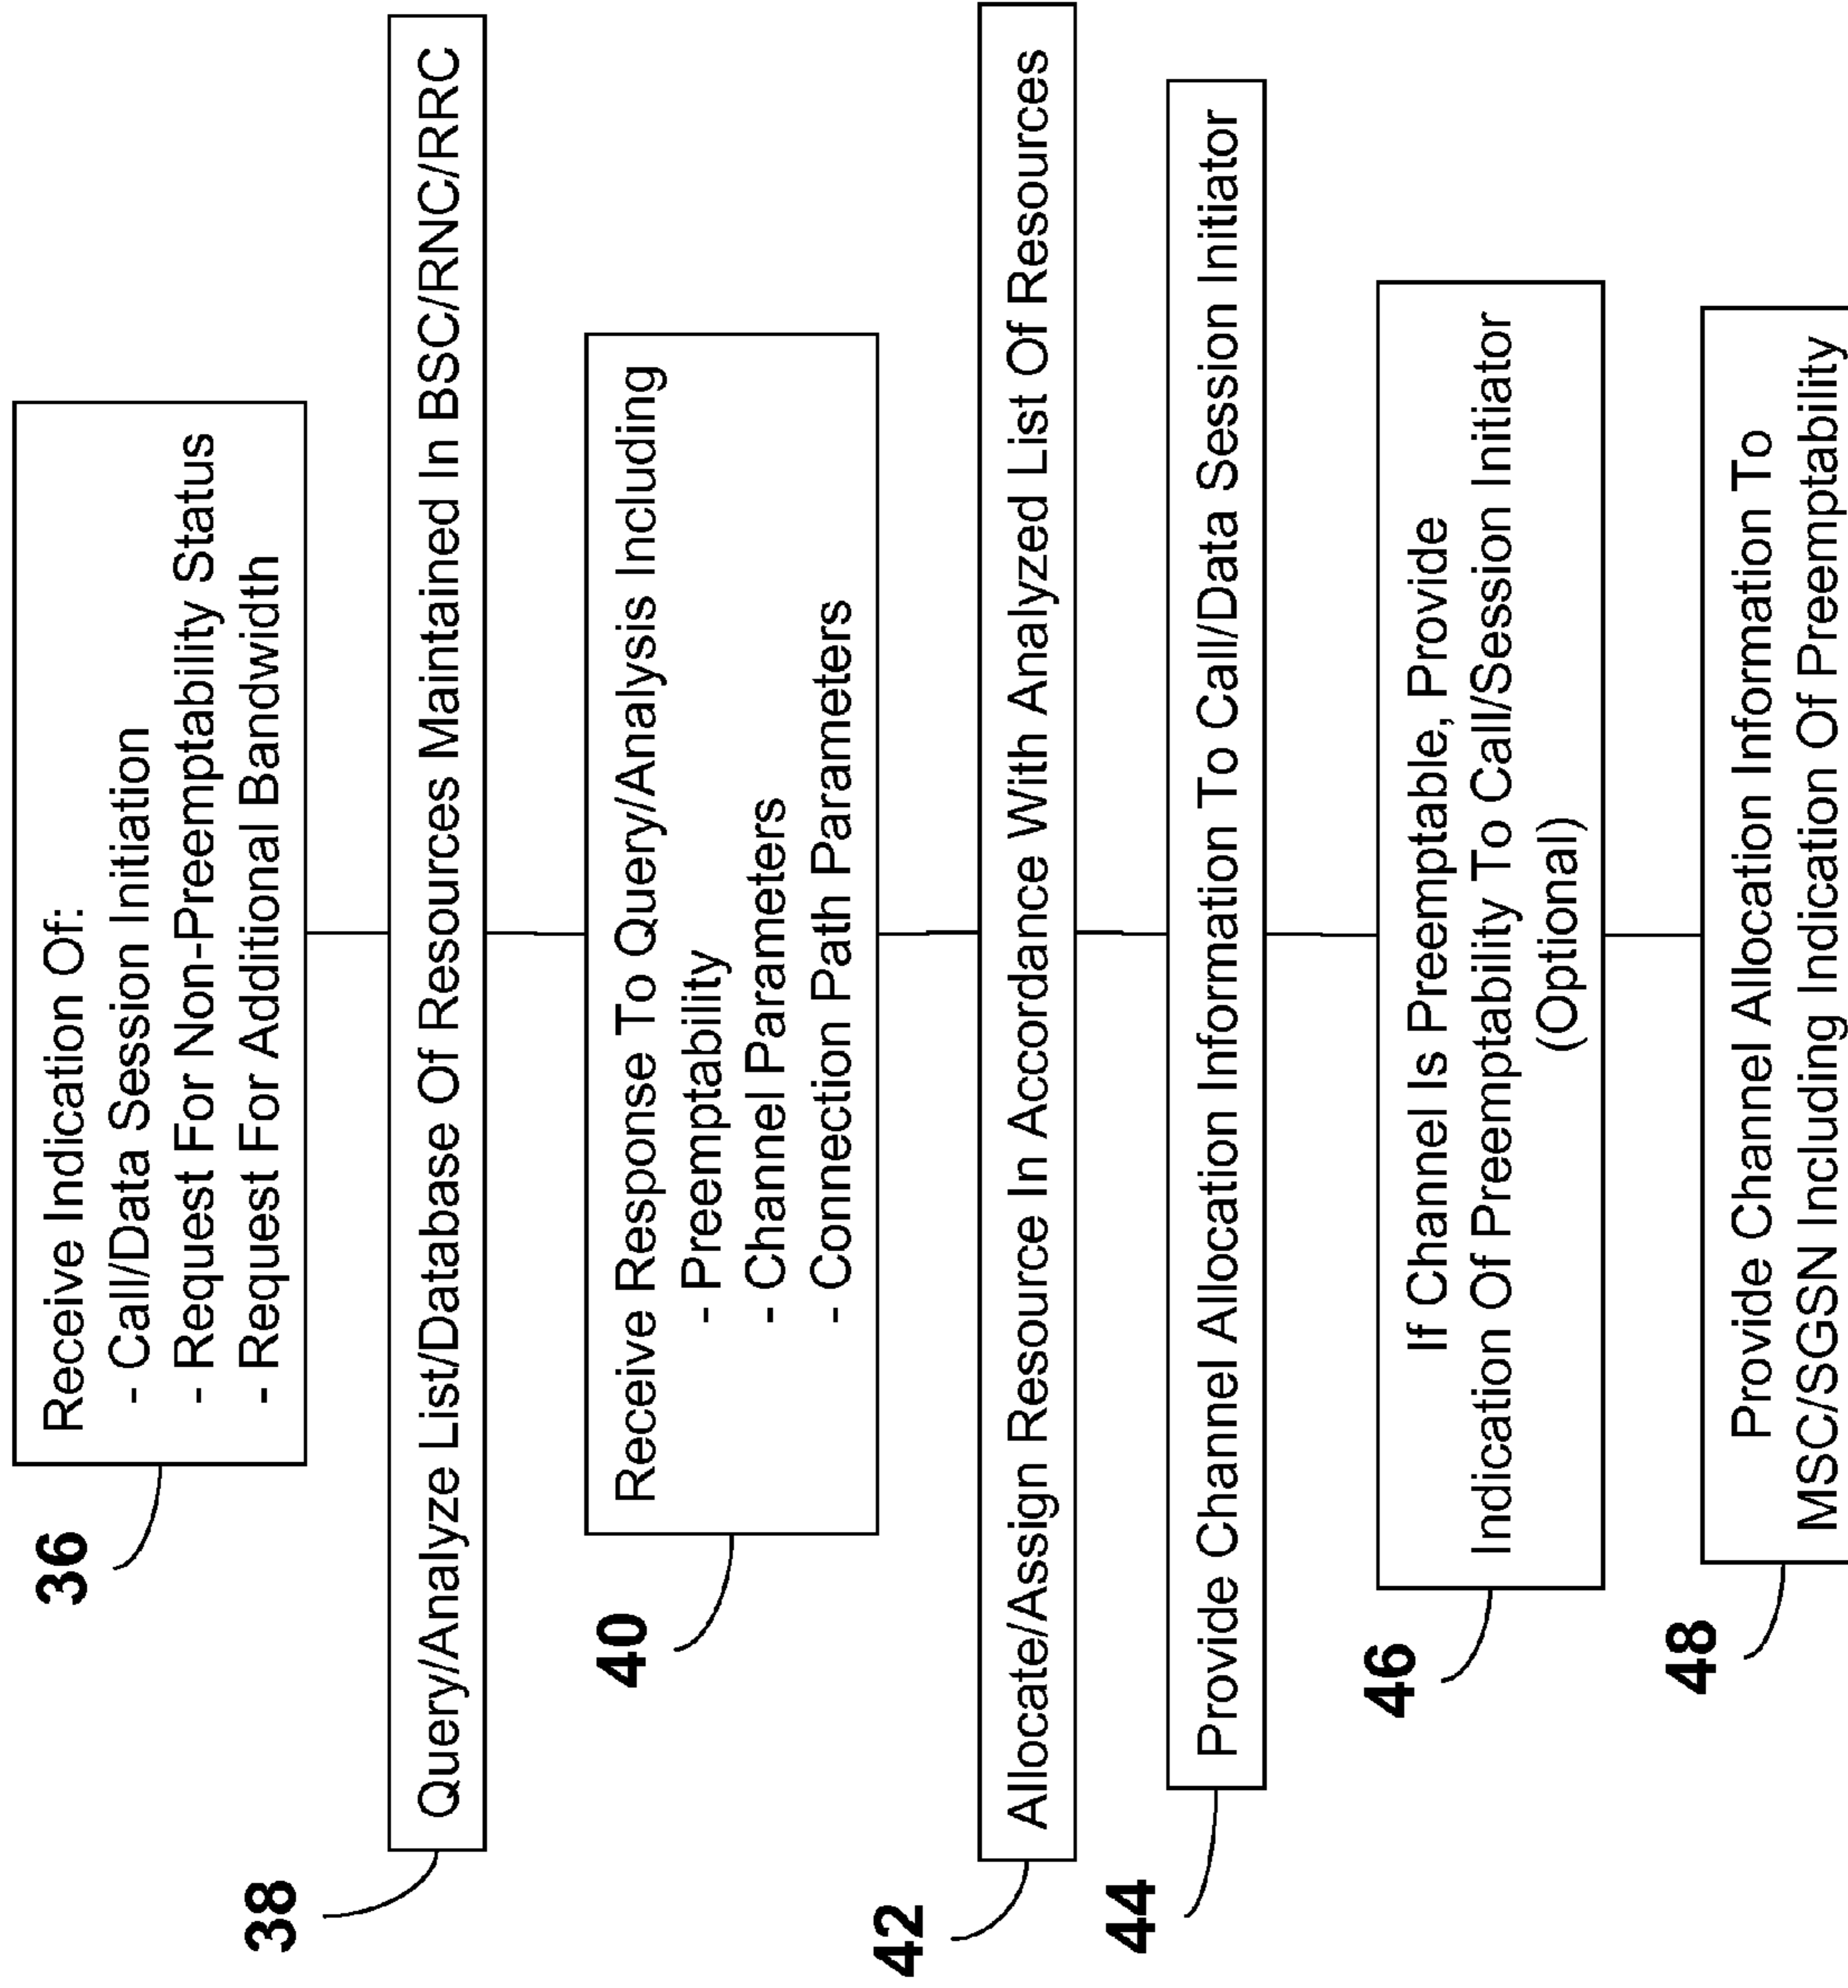 36
Receive Indication Of:
- Call/Data Session Initiation
- Request For Non-Preemptability Status
- Request For Additional Bandwidth
38
Query/Analyze List/Database Of Resources Maintained In BSC/RNC/RRC
40
Receive Response To Query/Analysis Including
- Preemptability
- Channel Parameters
- Connection Path Parameters
42
Allocate/Assign Resource In Accordance With Analyzed List Of Resources
44
Provide Channel Allocation Information To Call/Data Session Initiator
46
If Channel Is Preemptable, Provide
Indication Of Preemptability To Call/Session Initiator
(Optional)
48
Provide Channel Allocation Information To
MSC/SGSN Including Indication Of Preemptability